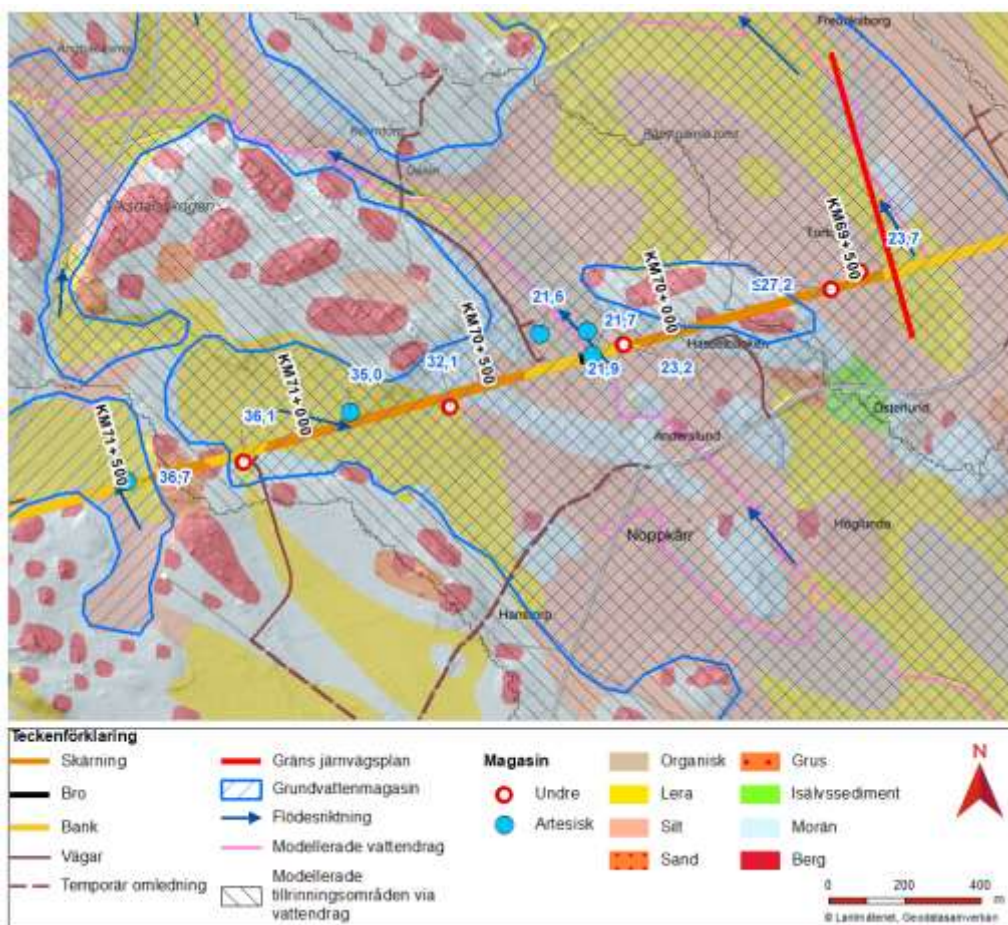 Fredriksborg
Dalen
KM69+500
23,7
KM70+000
≤27,2
21,6
21,7
Hasselbacken
21,9
23,2
KM70+500
32,1
35,0
KM71+000
36,1
Österlund
Anderslund
KM71+500
36,7
Höglunda
Noppkärr
Teckenförklaring
Skärning
Bro
Bank
Vägar
Temporär omledning
Gräns järnvägsplan
Grundvattenmagasin
Flödesriktning
Modellerade vattendrag
Modellerade
tillrinningsområden via
vattendrag
Magasin
Undre
Artesisk
Organisk
Lera
Silt
Sand
Grus
Isälvssediment
Morän
Berg
N
0 200 400
m
© Lantmäteriet, Geodatasamverkan